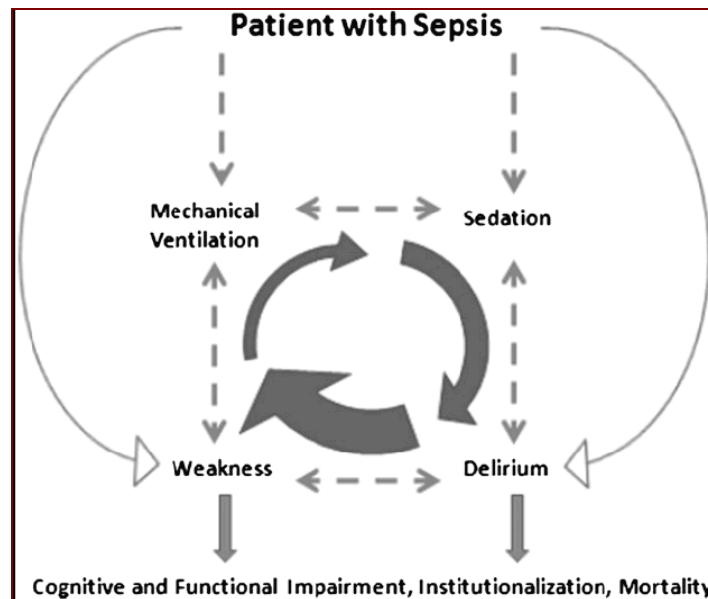 Patient with Sepsis
Mechanical
Ventilation
Sedation
Weakness
Delirium
Cognitive and Functional Impairment, Institutionalization, Mortality